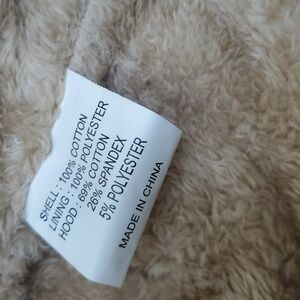 SHELL : 100% COTTON
LINING : 100% POLYESTER
HOOD : 69% COTTON
26% SPANDEX
5% POLYESTER
MADE IN CHINA